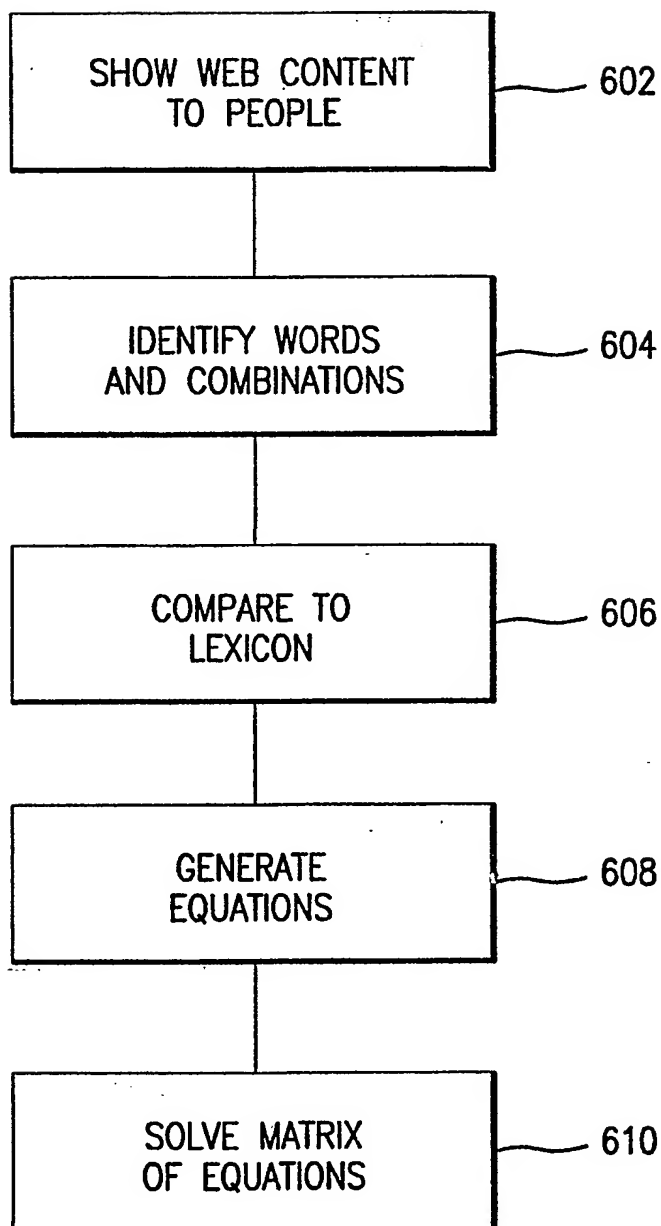 SHOW WEB CONTENT
TO PEOPLE
602
IDENTIFY WORDS
AND COMBINATIONS
604
COMPARE TO
LEXICON
606
GENERATE
EQUATIONS
608
SOLVE MATRIX
OF EQUATIONS
610